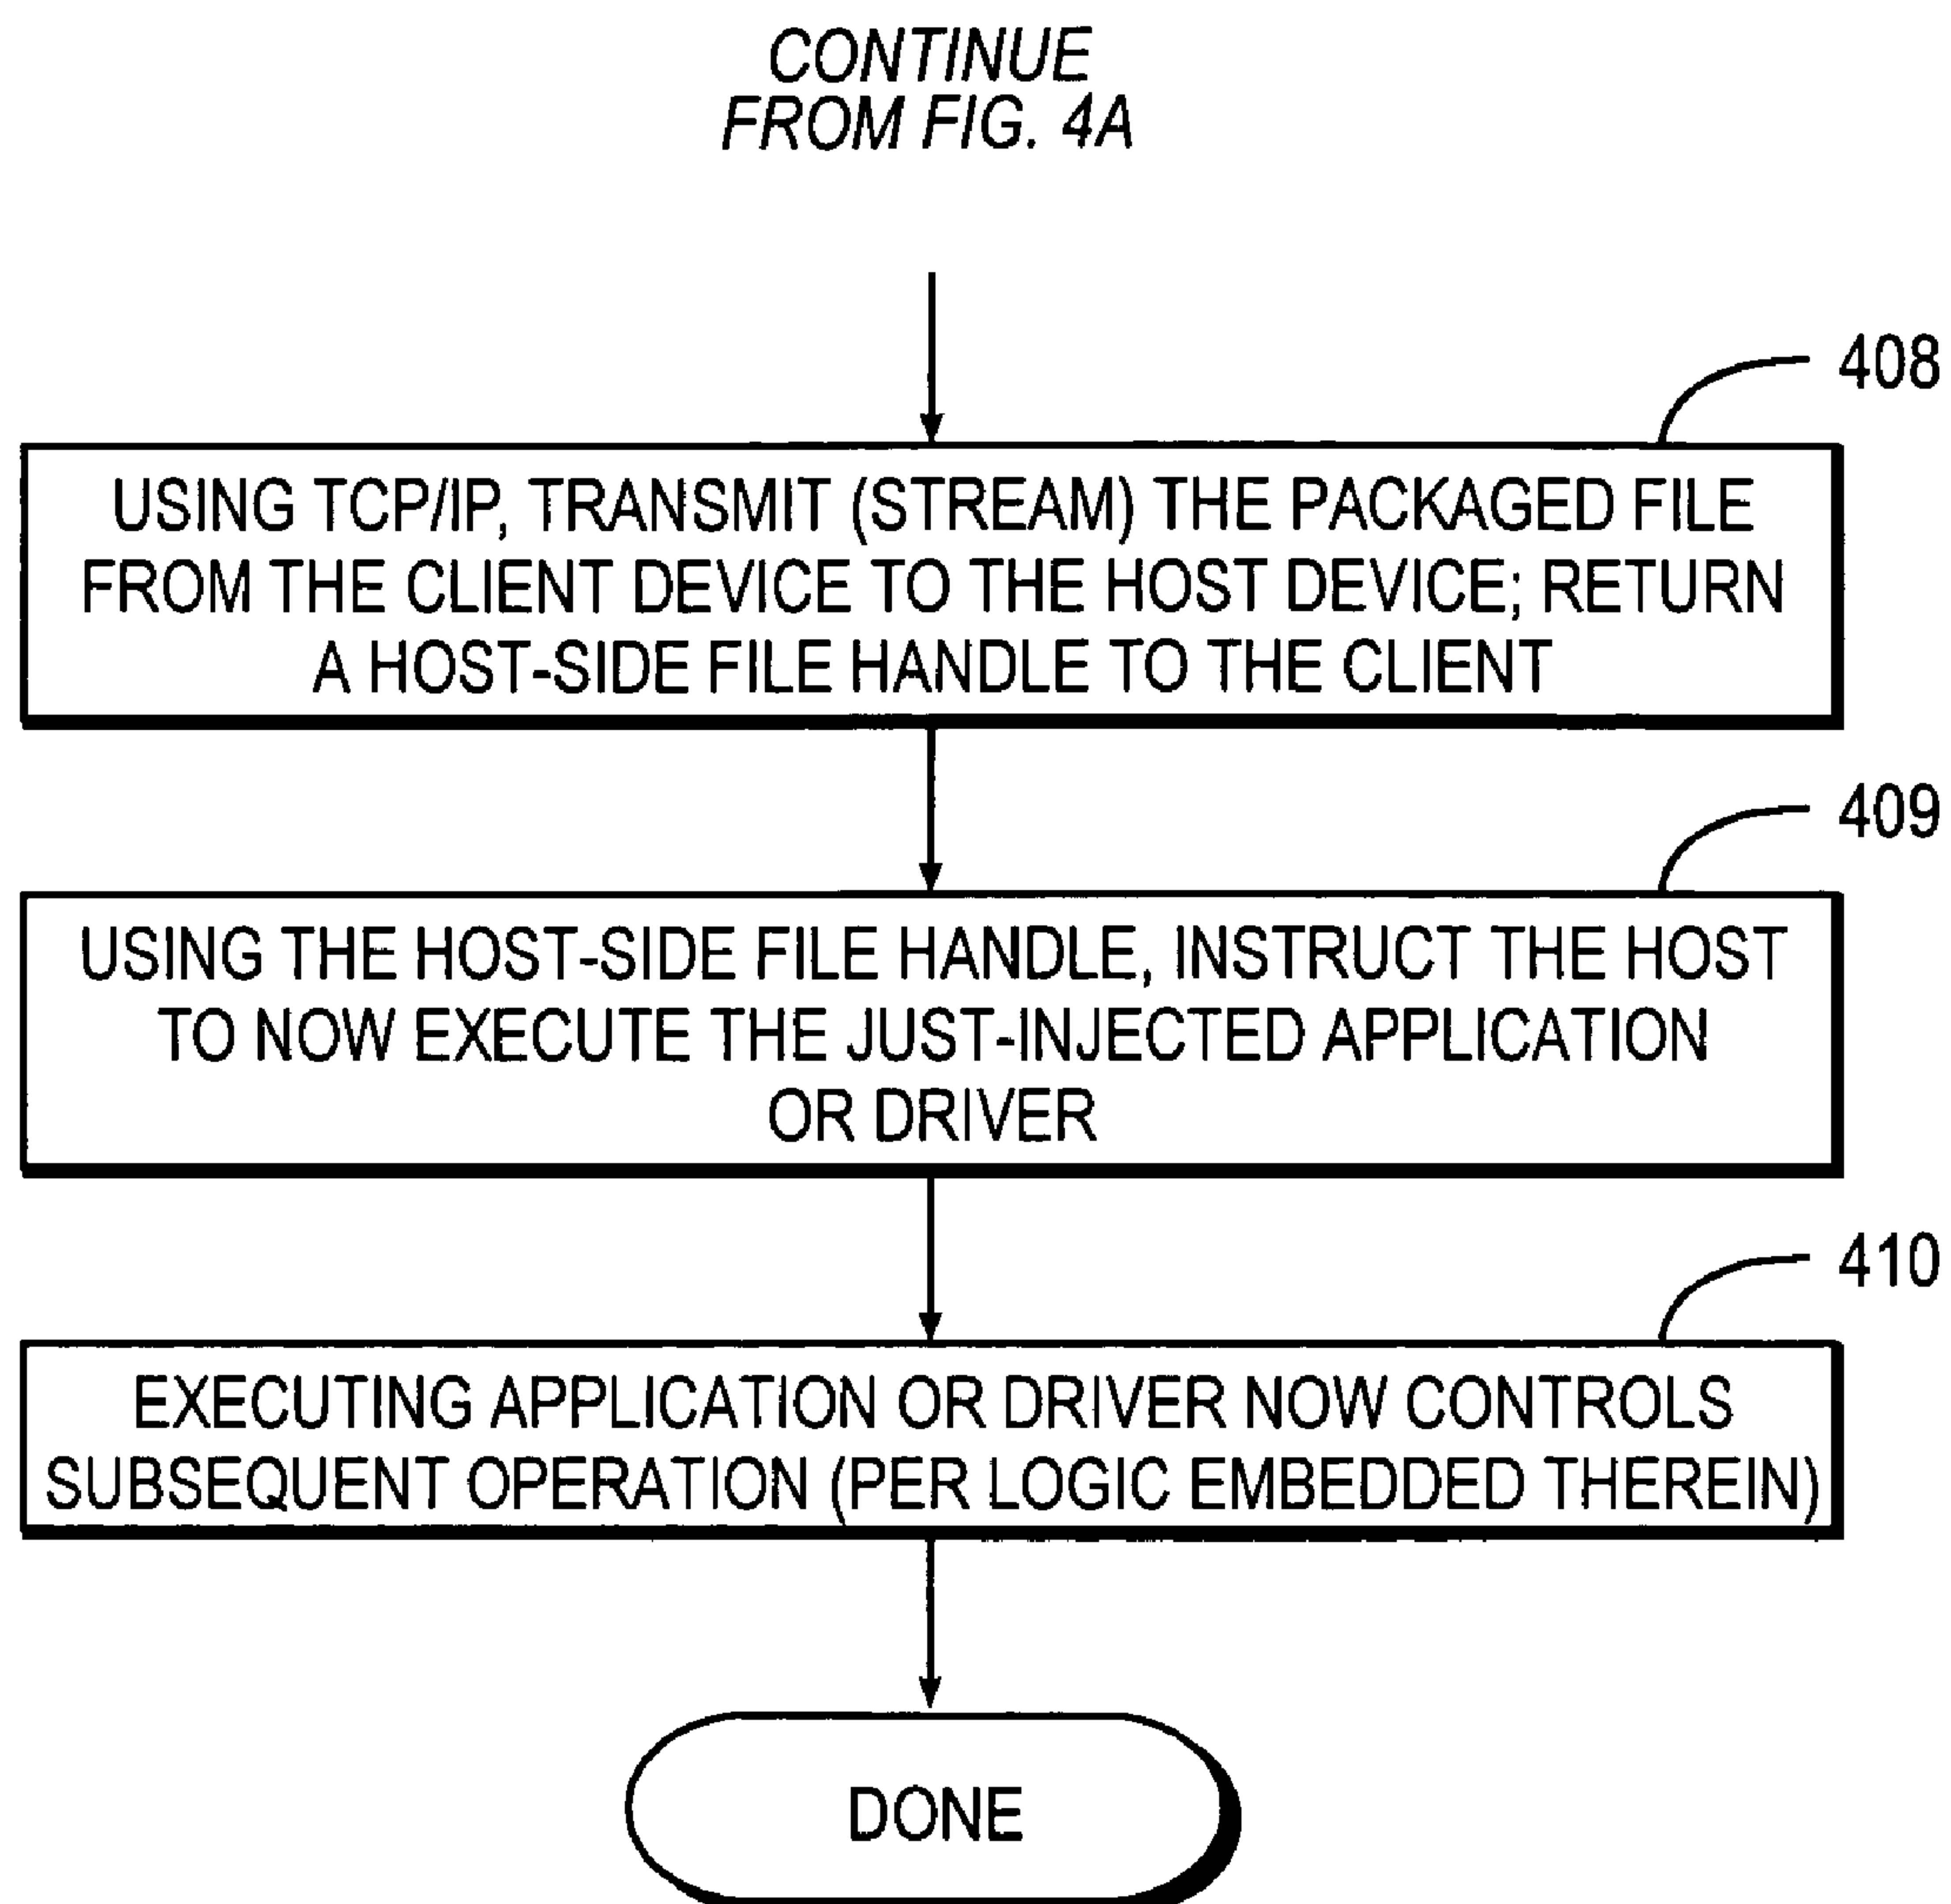 CONTINUE
FROM FIG. 4A
408
USING TCP/IP, TRANSMIT (STREAM) THE PACKAGED FILE
FROM THE CLIENT DEVICE TO THE HOST DEVICE; RETURN
A HOST-SIDE FILE HANDLE TO THE CLIENT
409
USING THE HOST-SIDE FILE HANDLE, INSTRUCT THE HOST
TO NOW EXECUTE THE JUST-INJECTED APPLICATION
OR DRIVER
410
EXECUTING APPLICATION OR DRIVER NOW CONTROLS
SUBSEQUENT OPERATION (PER LOGIC EMBEDDED THEREIN)
DONE